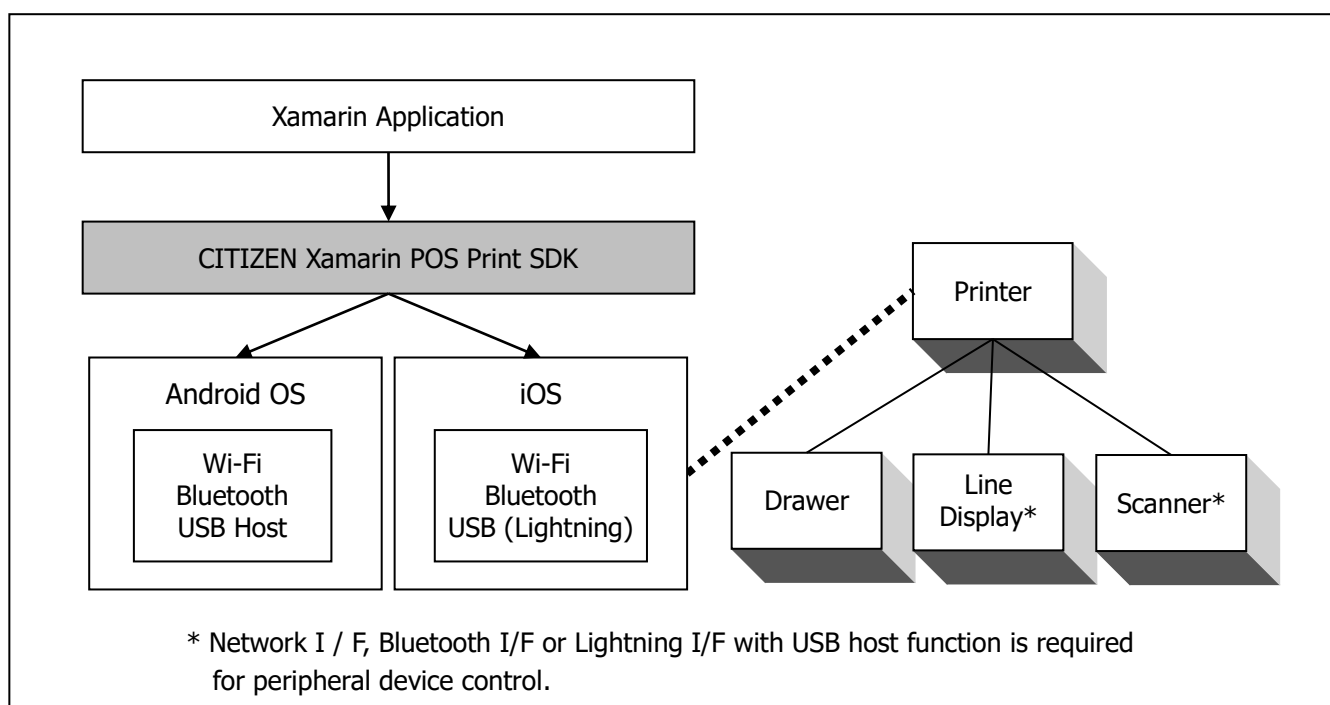 Xamarin Application
CITIZEN Xamarin POS Print SDK
Android OS
Wi-Fi
Bluetooth
USB Host
iOS
Wi-Fi
Bluetooth
USB (Lightning)
Printer
Drawer
Line
Display*
Scanner*
* Network I / F, Bluetooth I/F or Lightning I/F with USB host function is required
for peripheral device control.